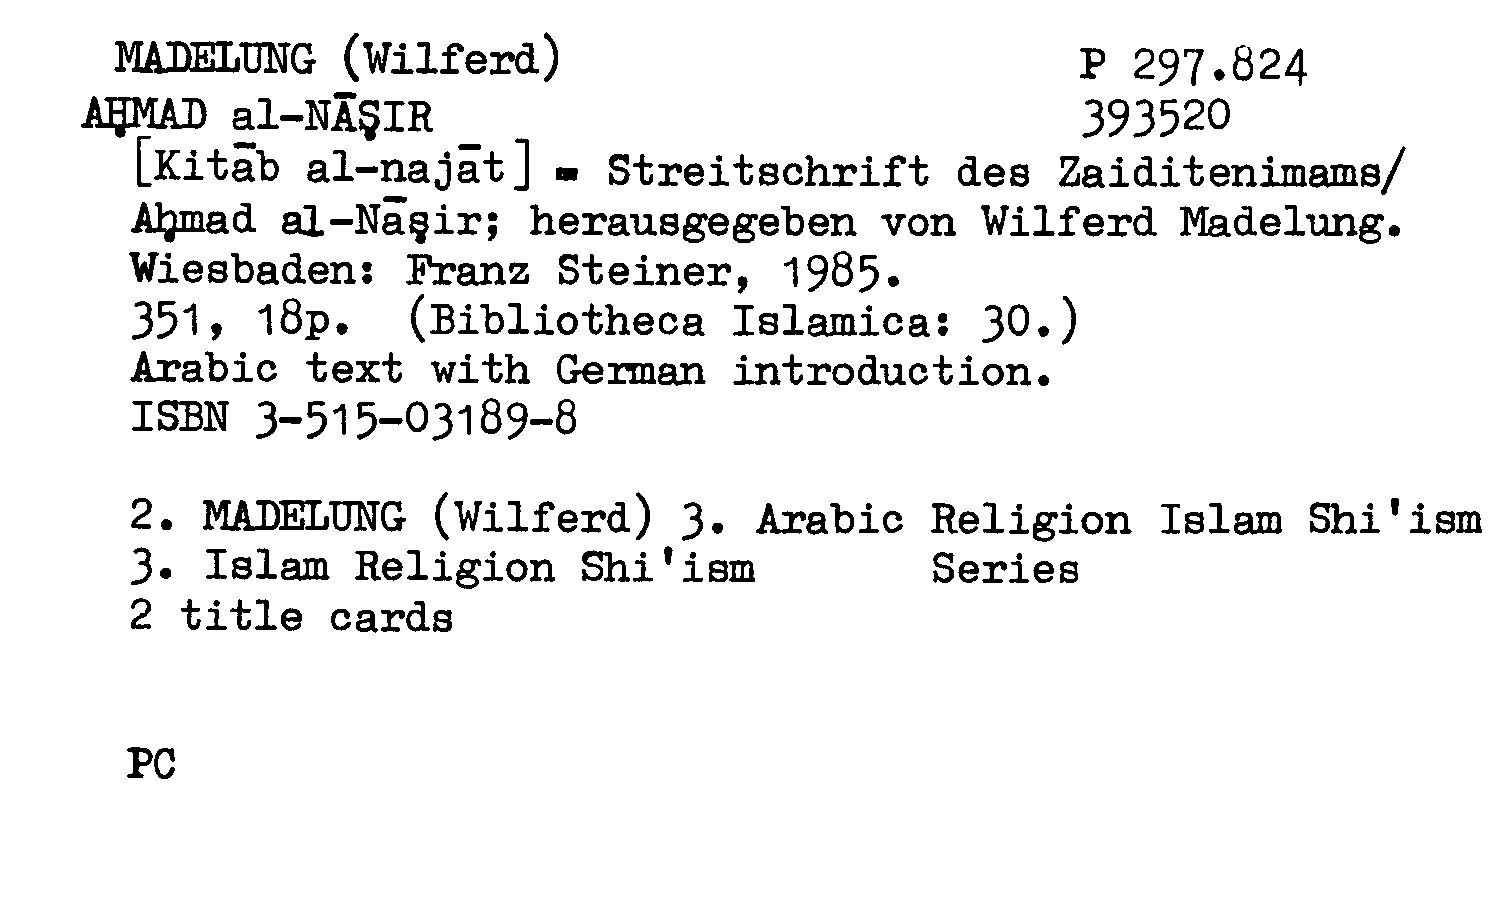 MADELUNG (Wilferd) P 297.824
AḤMAD al-NĀṢIR 393520
[Kitāb al-najāt] - Streitschrift des Zaiditenimams/
Aḥmad al-Nāṣir; herausgegeben von Wilferd Madelung.
Wiesbaden: Franz Steiner, 1985.
351, 18p. (Bibliotheca Islamica: 30.)
Arabic text with German introduction.
ISBN 3-515-03189-8
2. MADELUNG (Wilferd) 3. Arabic Religion Islam Shi'ism
3. Islam Religion Shi'ism Series
2 title cards
PC